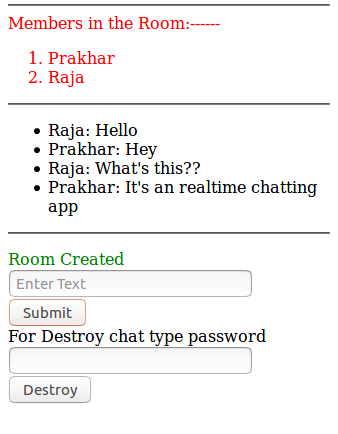 Members in the Room:------
1. Prakhar
2. Raja
• Raja: Hello
• Prakhar: Hey
• Raja: What's this??
• Prakhar: It's an realtime chatting
app
Room Created
Enter Text
Submit
For Destroy chat type password
Destroy